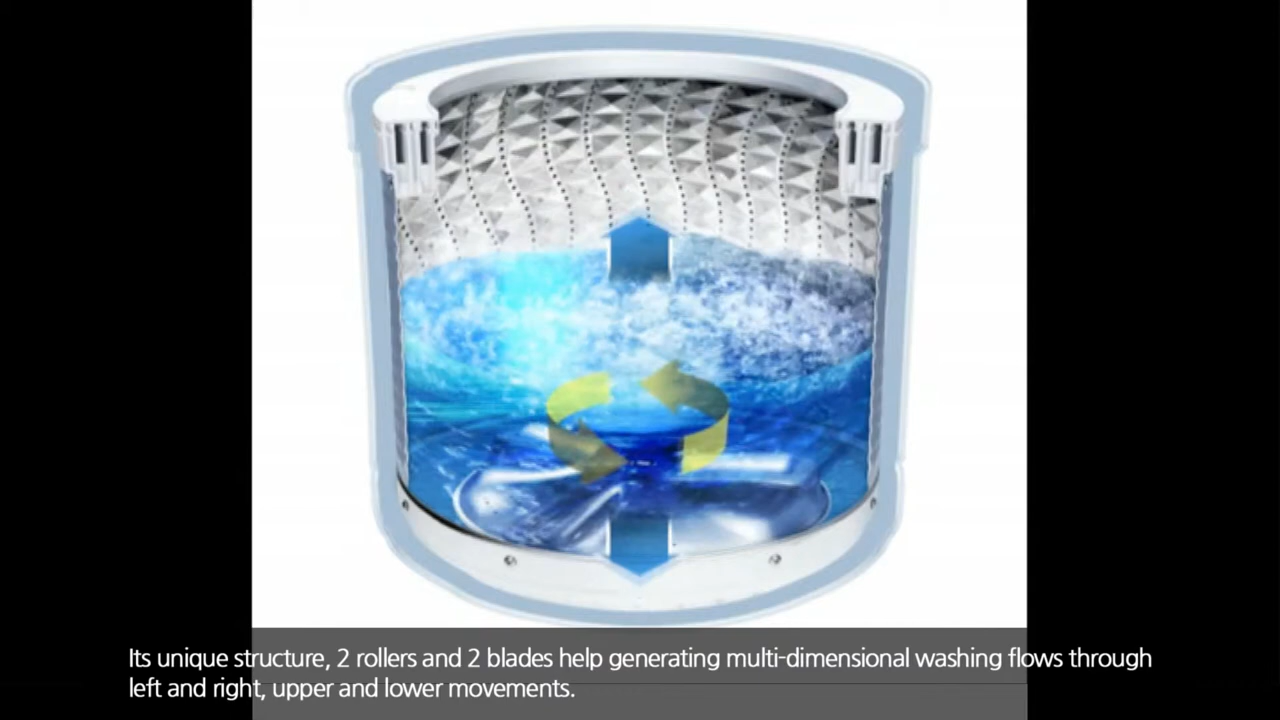 Its unique structure, 2 rollers and 2 blades help generating multi-dimensional washing flows through
left and right, upper and lower movements.